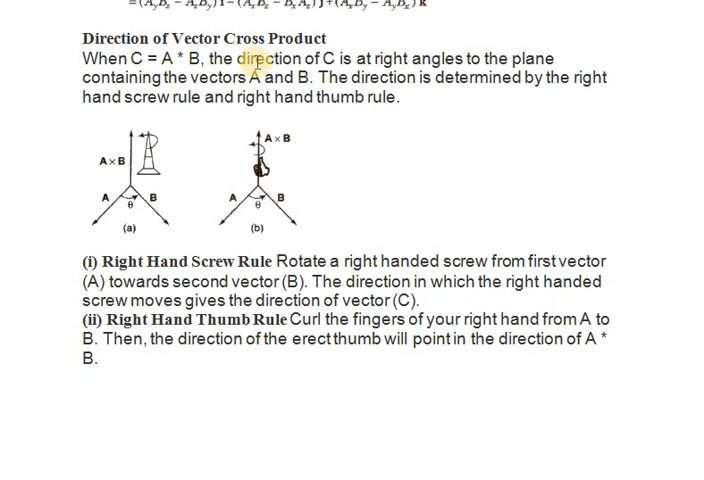 Direction of Vector Cross Product
When C = A * B, the direction of C is at right angles to the plane
containing the vectors A and B. The direction is determined by the right
hand screw rule and right hand thumb rule.
A×B
A×B
A
B
θ
A
B
θ
(a)
(b)
(i) Right Hand Screw Rule Rotate a right handed screw from first vector
(A) towards second vector (B). The direction in which the right handed
screw moves gives the direction of vector (C).
(ii) Right Hand Thumb Rule Curl the fingers of your right hand from A to
B. Then, the direction of the erect thumb will point in the direction of A *
B.